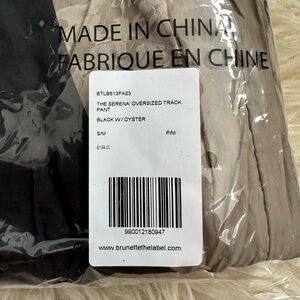 MADE IN CHINA
FABRIQUE EN CHINE
BTLB613FA23
THE SERENA' OVERSIZED TRACK
PANT
BLACK W/ OYSTER
S/M P/M
990012180947
www.brunettethelabel.com